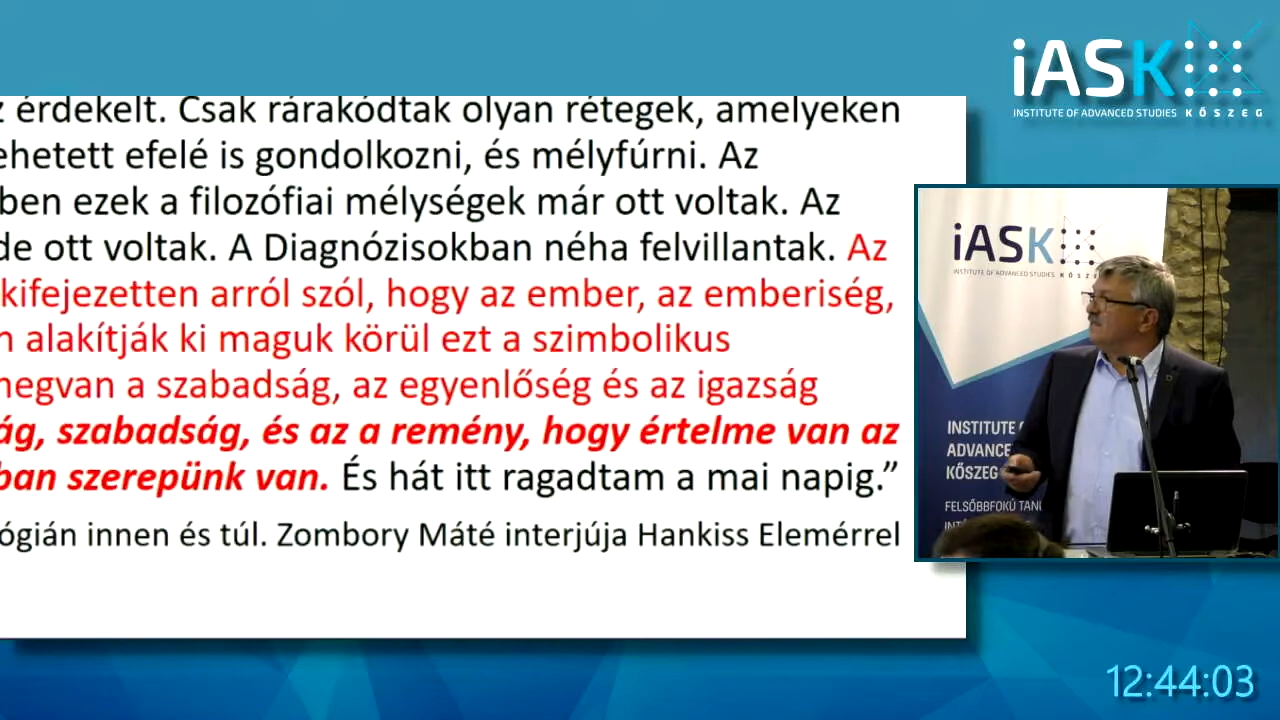 iASK
INSTITUTE OF ADVANCED STUDIES KŐSZEG
érdekelt. Csak rárakódtak olyan rétegek, amelyeken
ehetett efelé is gondolkozni, és mélyfúrni. Az
ben ezek a filozófiai mélységek már ott voltak. Az
de ott voltak. A Diagnózisokban néha felvillantak. Az
kifejezetten arról szól, hogy az ember, az emberiség,
n alakítják ki maguk körül ezt a szimbolikus
megvan a szabadság, az egyenlőség és az igazság
ág, szabadság, és az a remény, hogy értelme van az
ban szerepünk van. És hát itt ragadtam a mai napig.”
ógián innen és túl. Zombory Máté interjúja Hankiss Elemérrel
iASK
INSTITUTE OF ADVANCED STUDIES KŐSZ
INSTITUTE
ADVANCE
KŐSZEG
FELSŐBBFOKÚ TAN
12:44:03